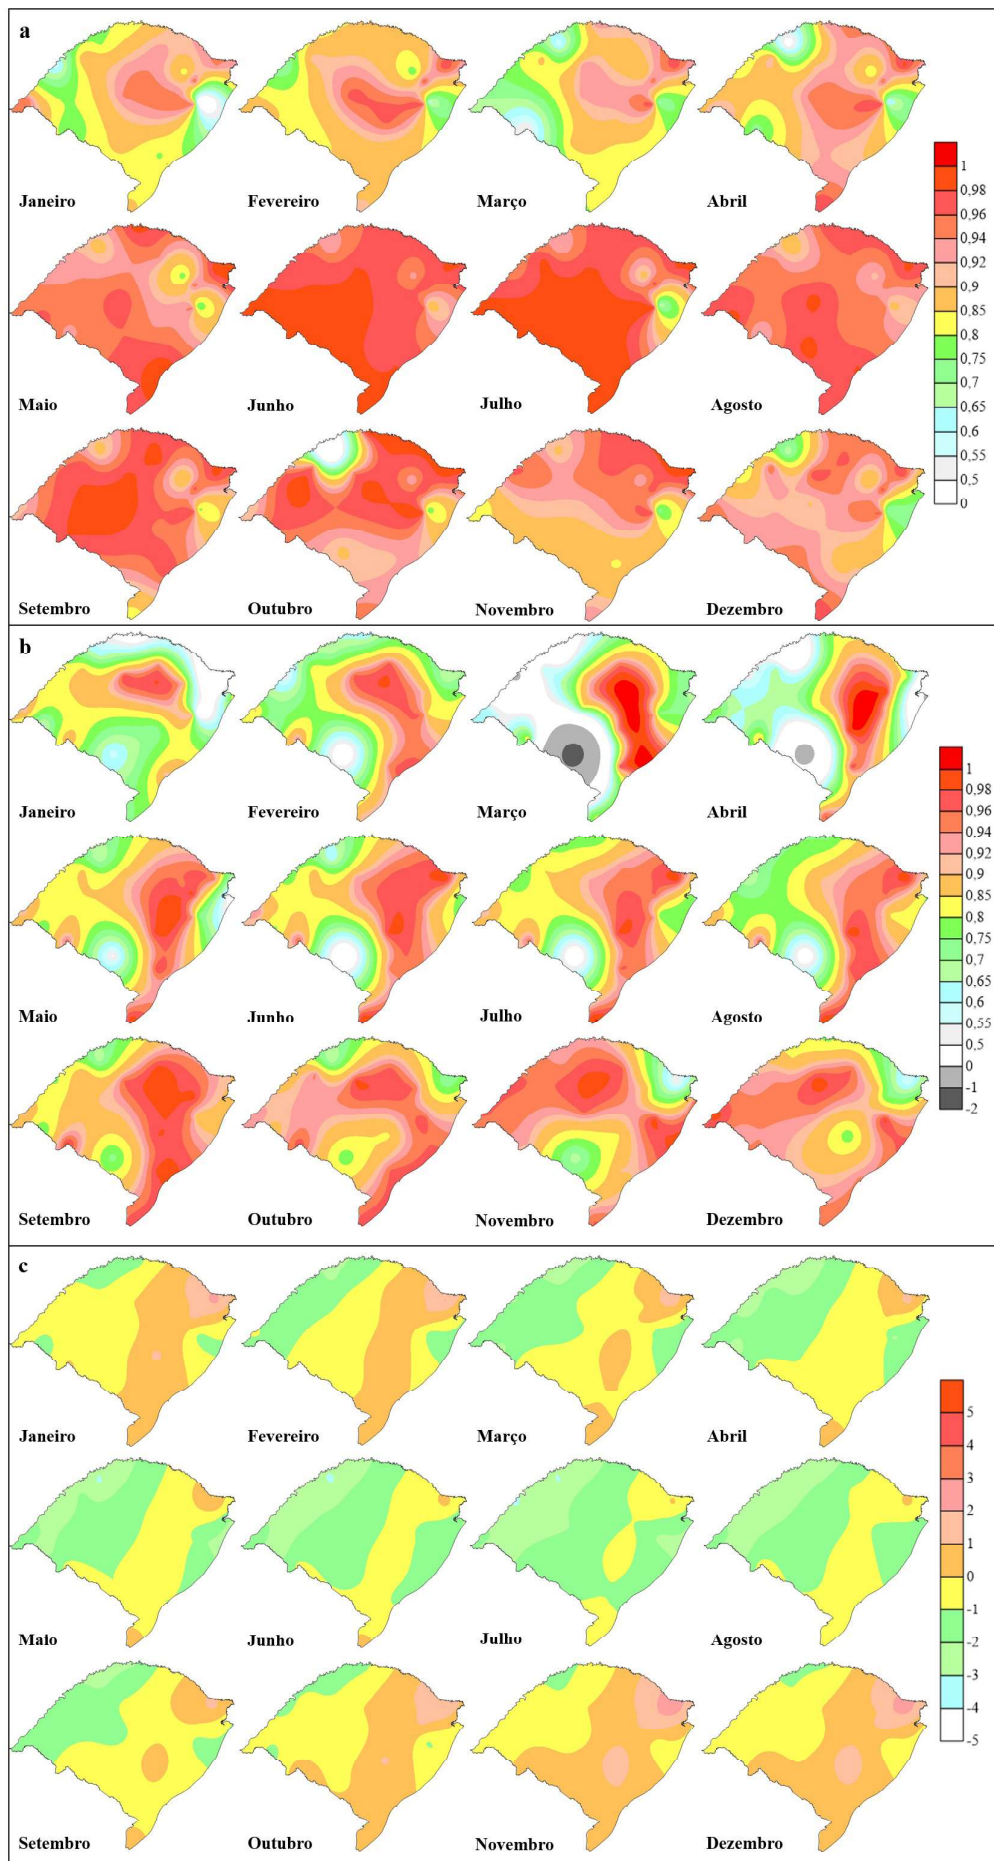 a
Janeiro
Fevereiro
Março
Abril
1
0,98
0,96
0,94
0,92
0,9
0,85
0,8
0,75
0,7
0,65
0,6
0,55
0,5
0
Maio
Junho
Julho
Agosto
Setembro
Outubro
Novembro
Dezembro
b
Janeiro
Fevereiro
Março
Abril
1
0,98
0,96
0,94
0,92
0,9
0,85
0,8
0,75
0,7
0,65
0,6
0,55
0,5
0
-1
-2
Maio
Junho
Julho
Agosto
Setembro
Outubro
Novembro
Dezembro
c
Janeiro
Fevereiro
Março
Abril
5
4
3
2
1
0
-1
-2
-3
-4
-5
Maio
Junho
Julho
Agosto
Setembro
Outubro
Novembro
Dezembro